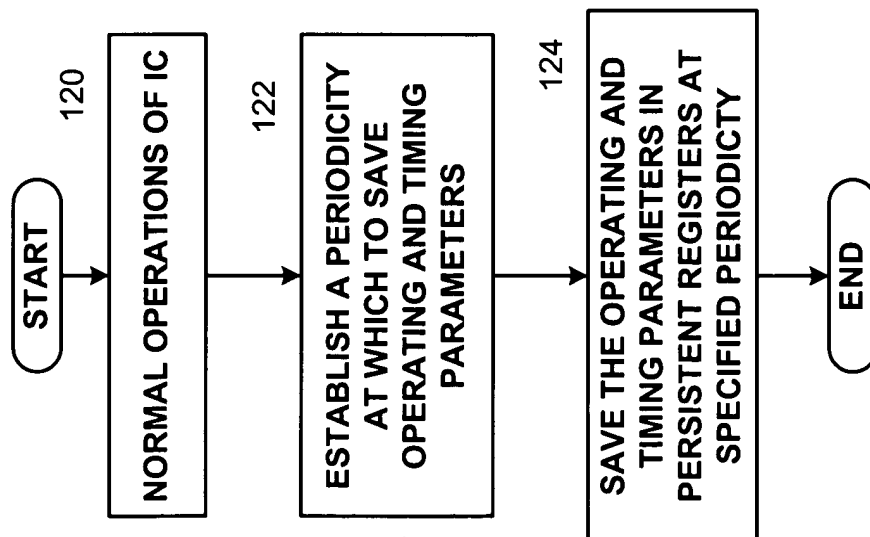 START
120
NORMAL OPERATIONS OF IC
122
ESTABLISH A PERIODICITY
AT WHICH TO SAVE
OPERATING AND TIMING
PARAMETERS
124
SAVE THE OPERATING AND
TIMING PARAMETERS IN
PERSISTENT REGISTERS AT
SPECIFIED PERIODICTY
END